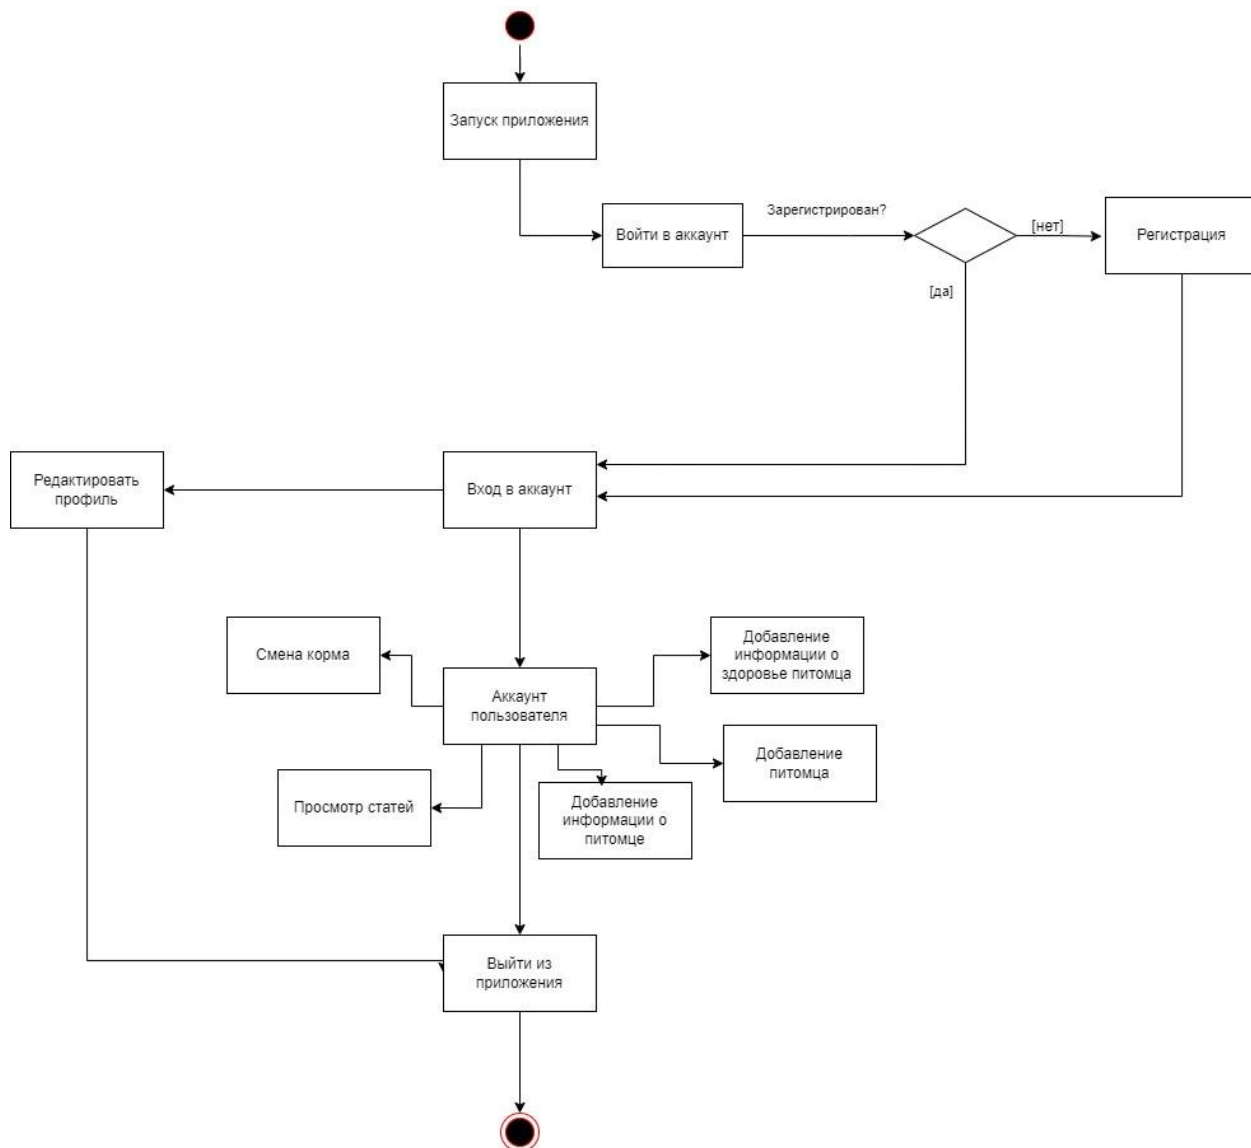 Запуск приложения
Зарегистрирован?
Войти в аккаунт
[нет]
Регистрация
[да]
Редактировать
профиль
Вход в аккаунт
Смена корма
Добавление
информации о
здоровье питомца
Аккаунт
пользователя
Добавление
питомца
Просмотр статей
Добавление
информации о
питомце
Выйти из
приложения